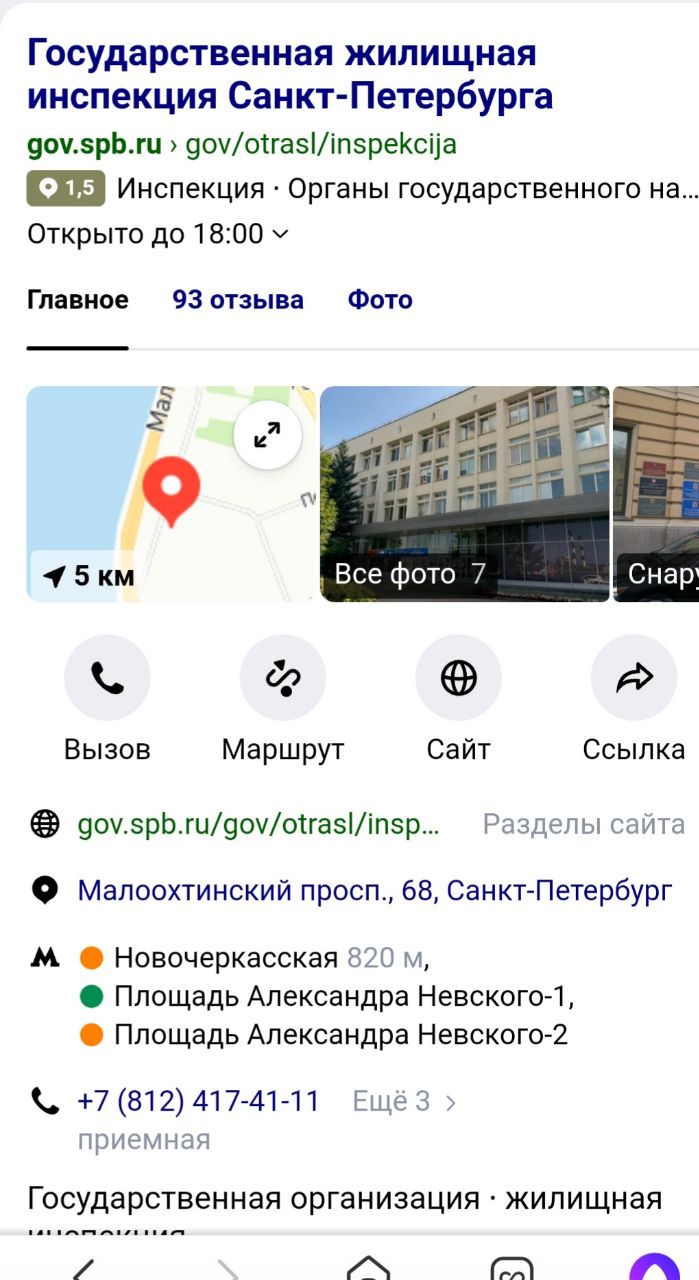 Государственная жилищная
инспекция Санкт-Петербурга
gov.spb.ru › gov/otrasl/inspekcija
1,5 Инспекция · Органы государственного на...
Открыто до 18:00
Главное 93 отзыва Фото
Мал
5 км
Все фото 7
Снару
Вызов Маршрут Сайт Ссылка
gov.spb.ru/gov/otrasl/insp... Разделы сайта
Малоохтинский просп., 68, Санкт-Петербург
Новочеркасская 820 м,
Площадь Александра Невского-1,
Площадь Александра Невского-2
+7 (812) 417-41-11 Ещё 3 >
приемная
Государственная организация · жилищная
инспекция